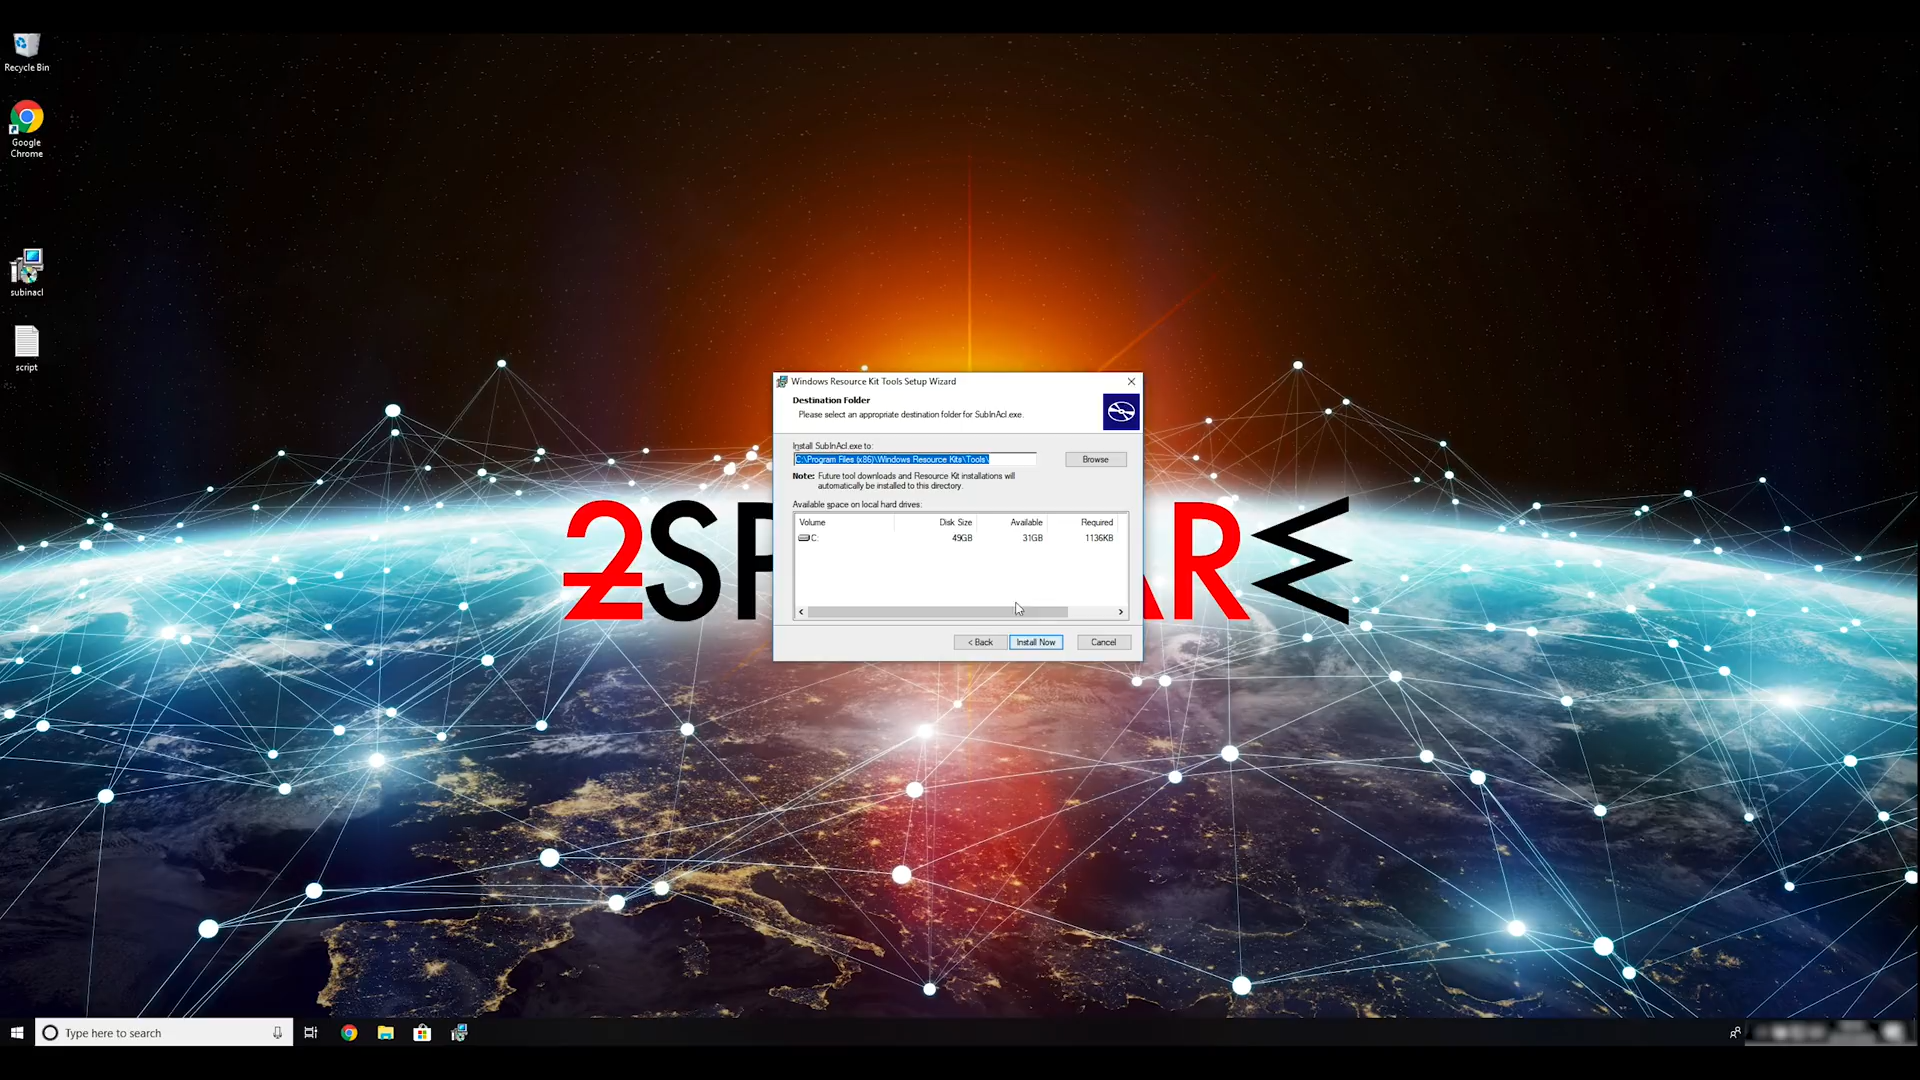 Recycle Bin
Google
Chrome
subinacl
script
Windows Resource Kit Tools Setup Wizard
Destination Folder
Please select an appropriate destination folder for SubInAcl.exe.
Install SubInAcl.exe to:
C:\Program Files (x86)\Windows Resource Kits\Tools\
Browse
Note: Future tool downloads and Resource Kit installations will
automatically be installed to this directory.
Available space on local hard drives:
Volume Disk Size Available Required
C: 49GB 31GB 1136KB
< Back Install Now Cancel
Type here to search